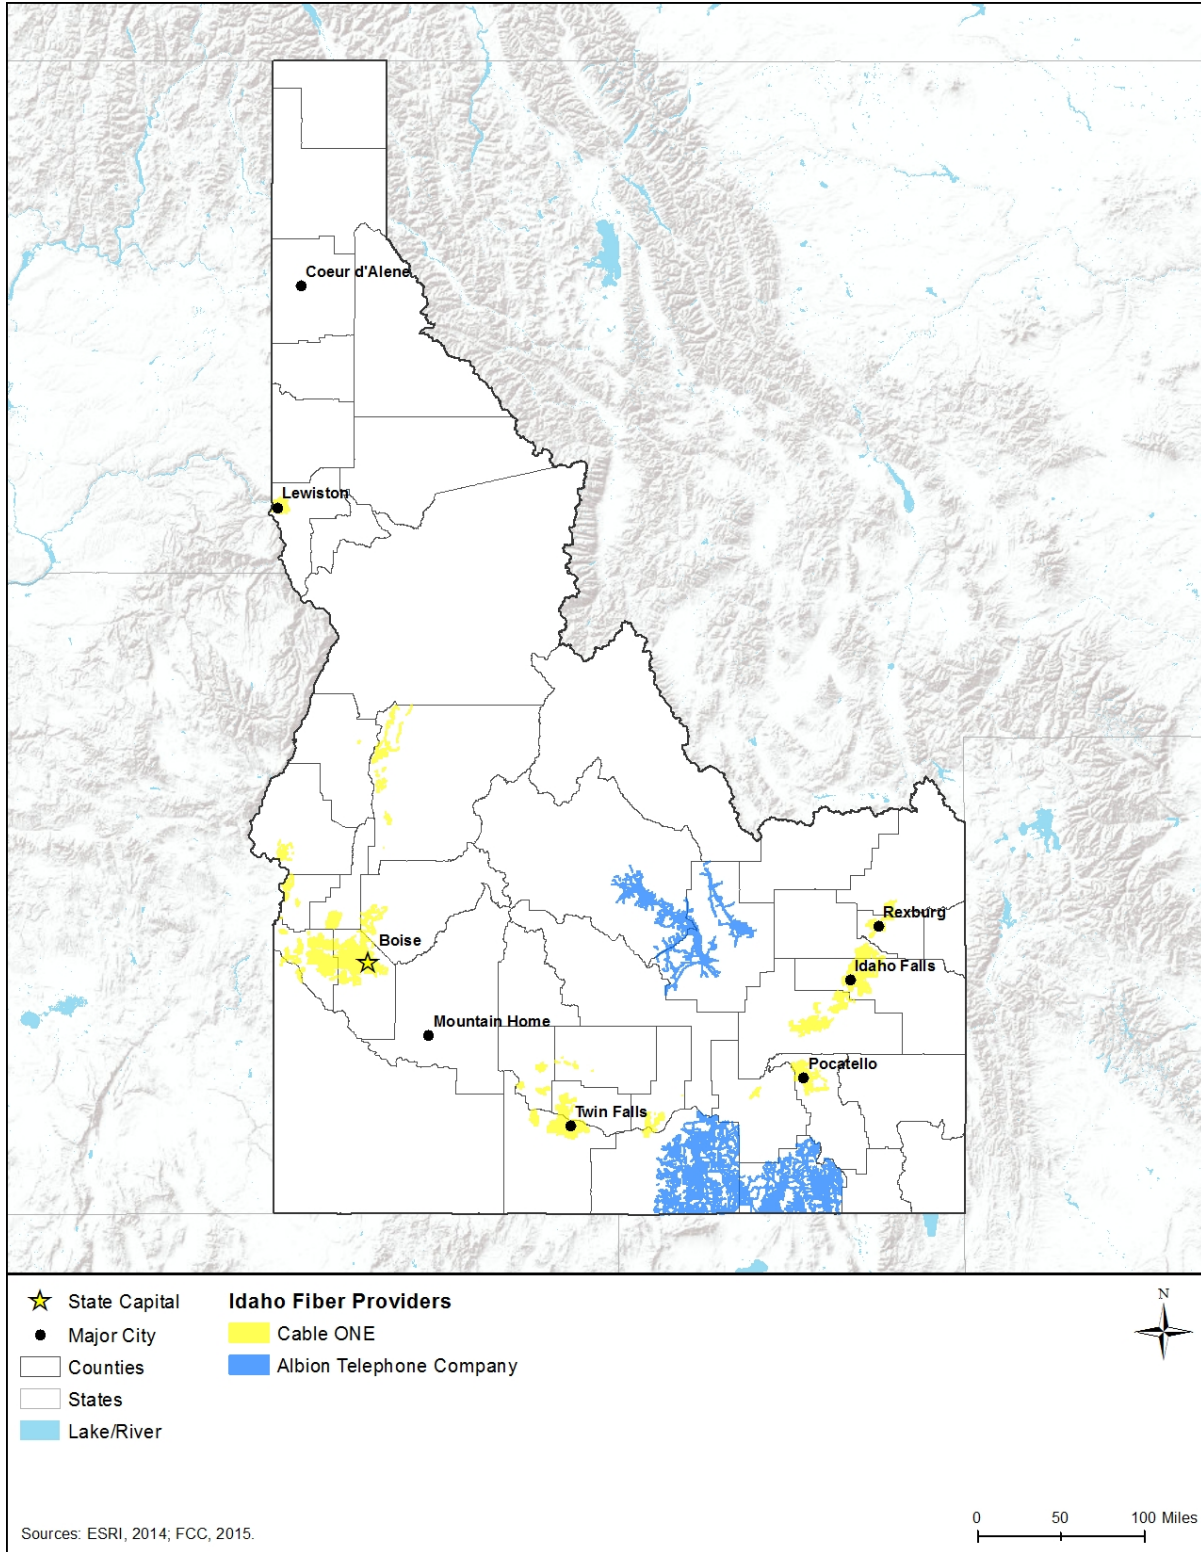 Coeur d'Alene
Lewiston
Rexburg
Boise
Idaho Falls
Mountain Home
Pocatello
Twin Falls
State Capital
Major City
Counties
States
Lake/River
Idaho Fiber Providers
Cable ONE
Albion Telephone Company
N
Sources: ESRI, 2014; FCC, 2015.
0 50 100 Miles